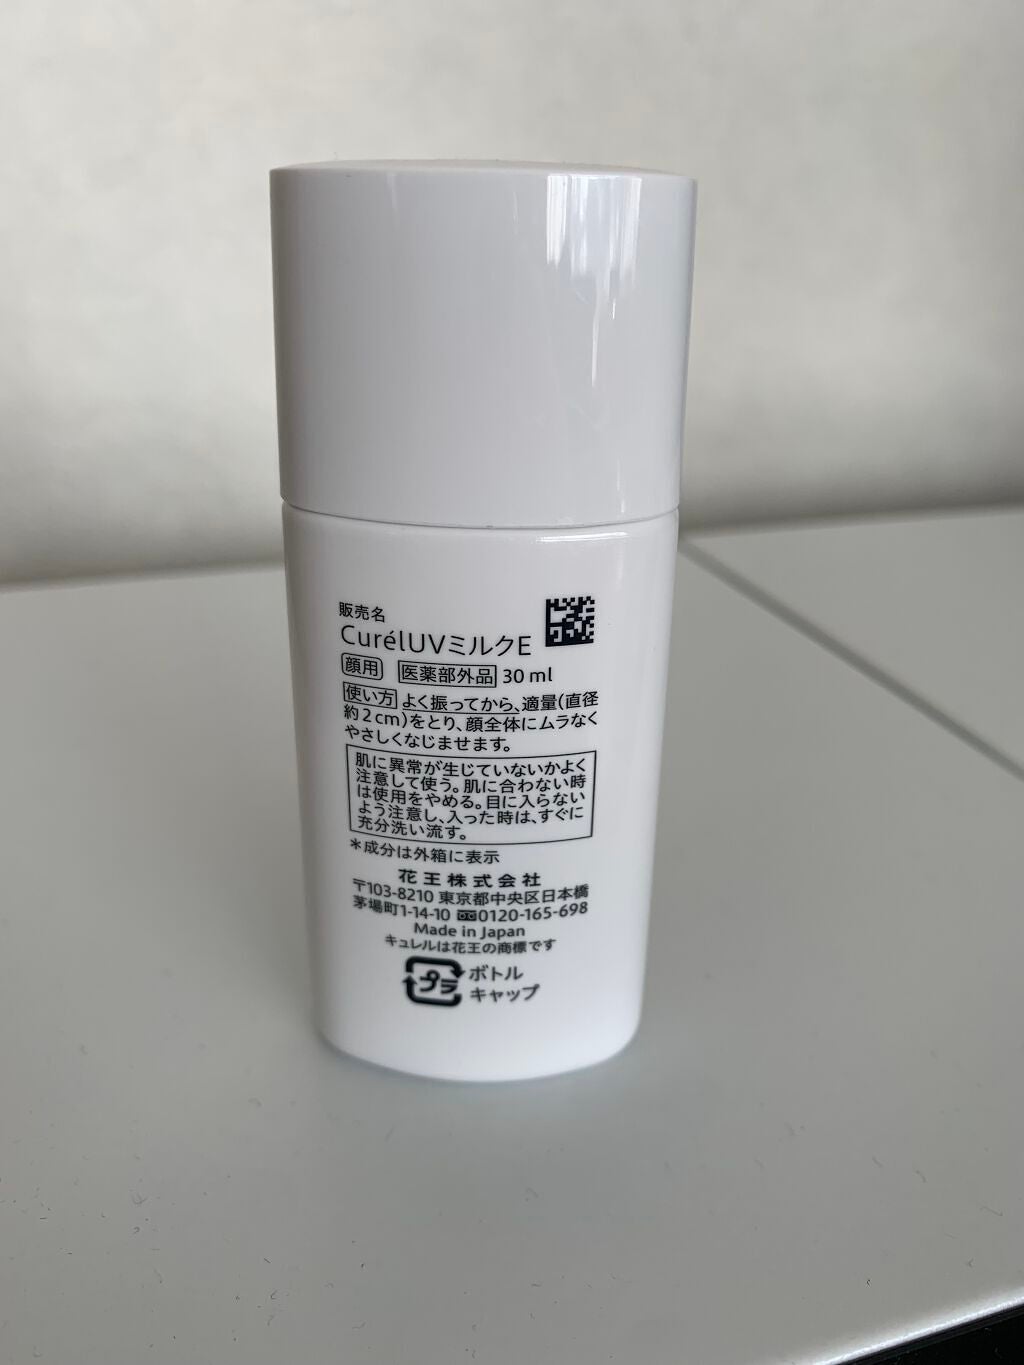 販売名
CurélUVミルクE
顔用 医薬部外品 30 ml
使い方 よく振ってから、適量(直径
約2cm)をとり、顔全体にムラなく
やさしくなじませます。
肌に異常が生じていないかよく
注意して使う。肌に合わない時
は使用をやめる。目に入らない
よう注意し、入った時は、すぐに
充分洗い流す。
＊成分は外箱に表示
花王株式会社
〒103-8210 東京都中央区日本橋
茅場町1-14-10 0120-165-698
Made in Japan
キュレルは花王の商標です
プラ ボトル
キャップ